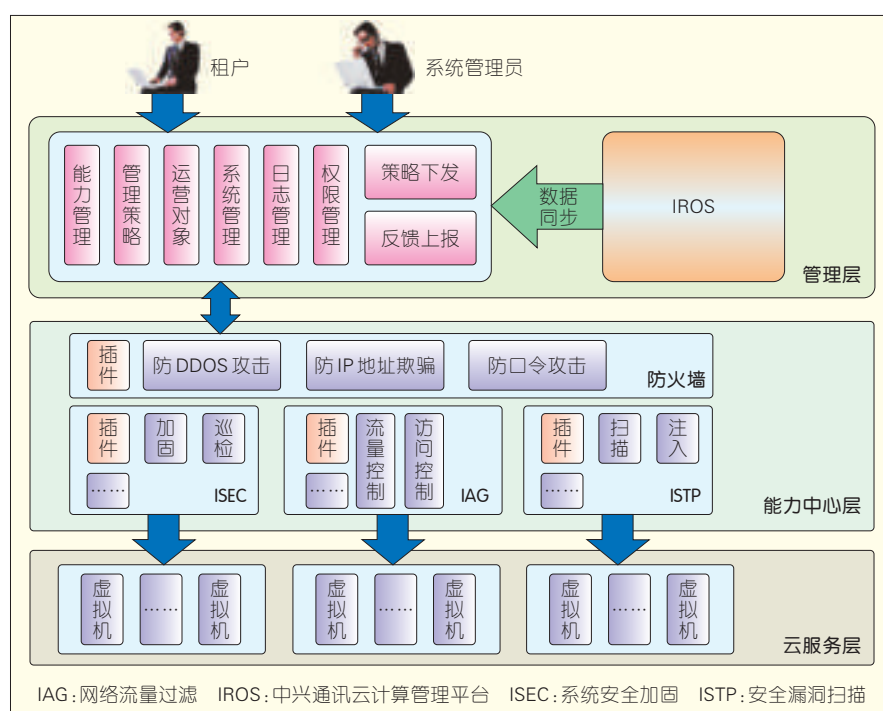 租户
系统管理员
能力管理
管理策略
运营对象
系统管理
日志管理
权限管理
策略下发
反馈上报
数据
同步
IROS
管理层
插件
防DDOS攻击
防IP地址欺骗
防口令攻击
防火墙
插件
加固
巡检
……
ISEC
插件
流量控制
访问控制
……
IAG
插件
扫描
注入
……
ISTP
能力中心层
虚拟机
……
虚拟机
虚拟机
……
虚拟机
虚拟机
……
虚拟机
云服务层
IAG:网络流量过滤 IROS:中兴通讯云计算管理平台 ISEC:系统安全加固 ISTP:安全漏洞扫描